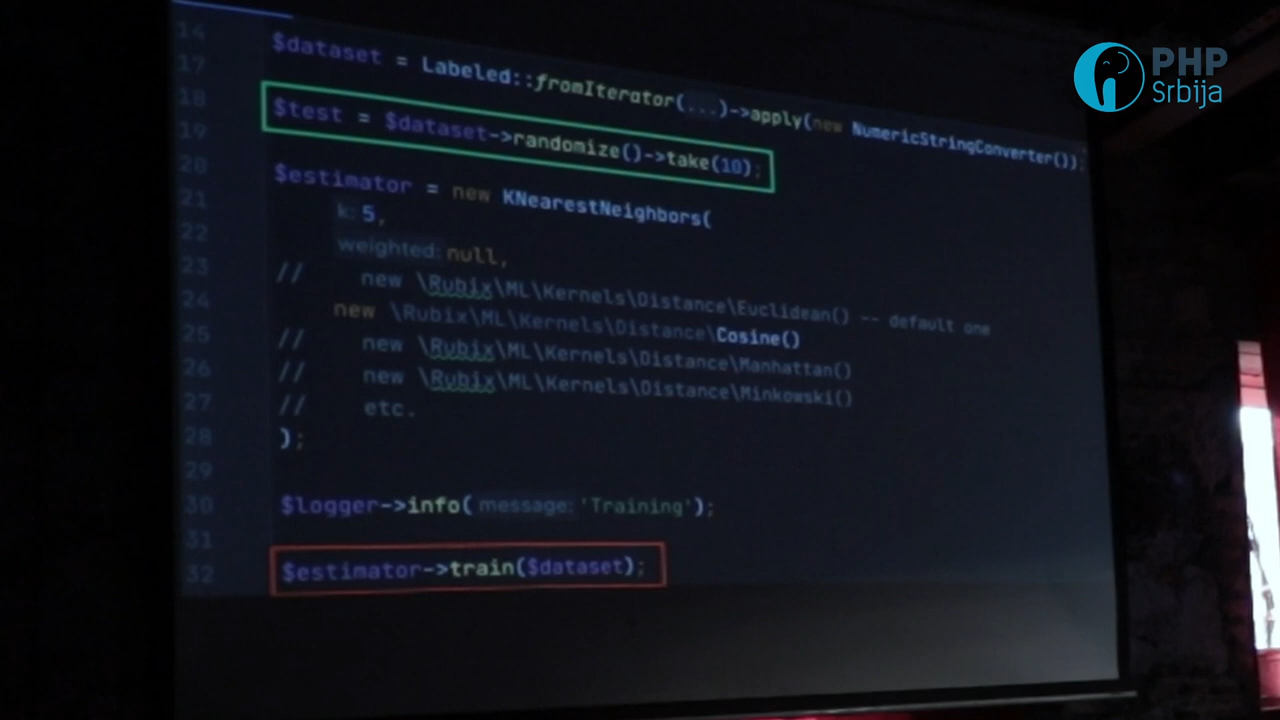 14
17 $dataset = Labeled::fromIterator(...)->apply(new NumericStringConverter());
18 $test = $dataset->randomize()->take(10);
19
20 $estimator = new KNearestNeighbors(
21 k: 5,
22 weighted: null,
23 // new \Rubix\ML\Kernels\Distance\Euclidean() -- default one
24 new \Rubix\ML\Kernels\Distance\Cosine()
25 // new \Rubix\ML\Kernels\Distance\Manhattan()
26 // new \Rubix\ML\Kernels\Distance\Minkowski()
27 // etc.
28 );
29
30 $logger->info( message: 'Training');
31
32 $estimator->train($dataset);
PHP
Srbija